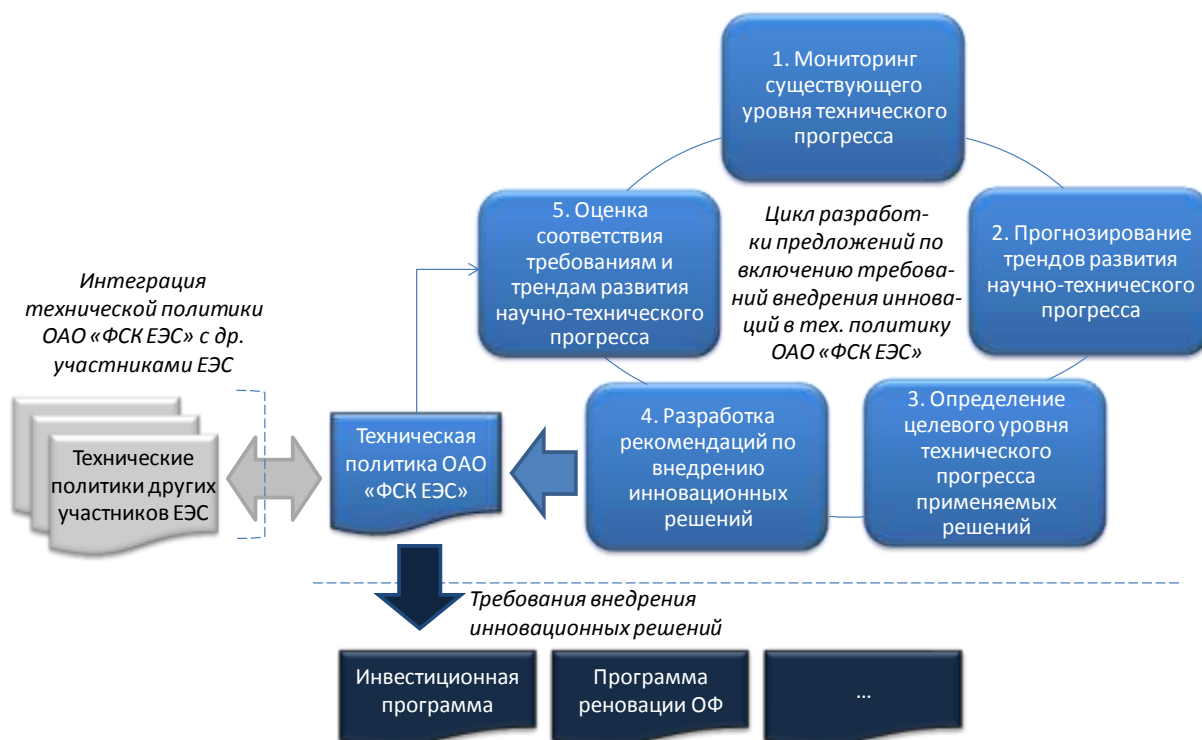 1. Мониторинг
существующего
уровня технического
прогресса
5. Оценка
соответствия
требованиям и
трендам развития
научно-технического
прогресса
Цикл разработ-
ки предложений по
включению требова-
ний внедрения иннова-
ций в тех. политику
ОАО «ФСК ЕЭС»
2. Прогнозирование
трендов развития
научно-технического
прогресса
Интеграция
технической политики
ОАО «ФСК ЕЭС» с др.
участниками ЕЭС
Технические
политики других
участников ЕЭС
Техническая
политика ОАО
«ФСК ЕЭС»
4. Разработка
рекомендаций по
внедрению
инновационных
решений
3. Определение
целевого уровня
технического
прогресса
применяемых
решений
Требования внедрения
инновационных решений
Инвестиционная
программа
Программа
реновации ОФ
...